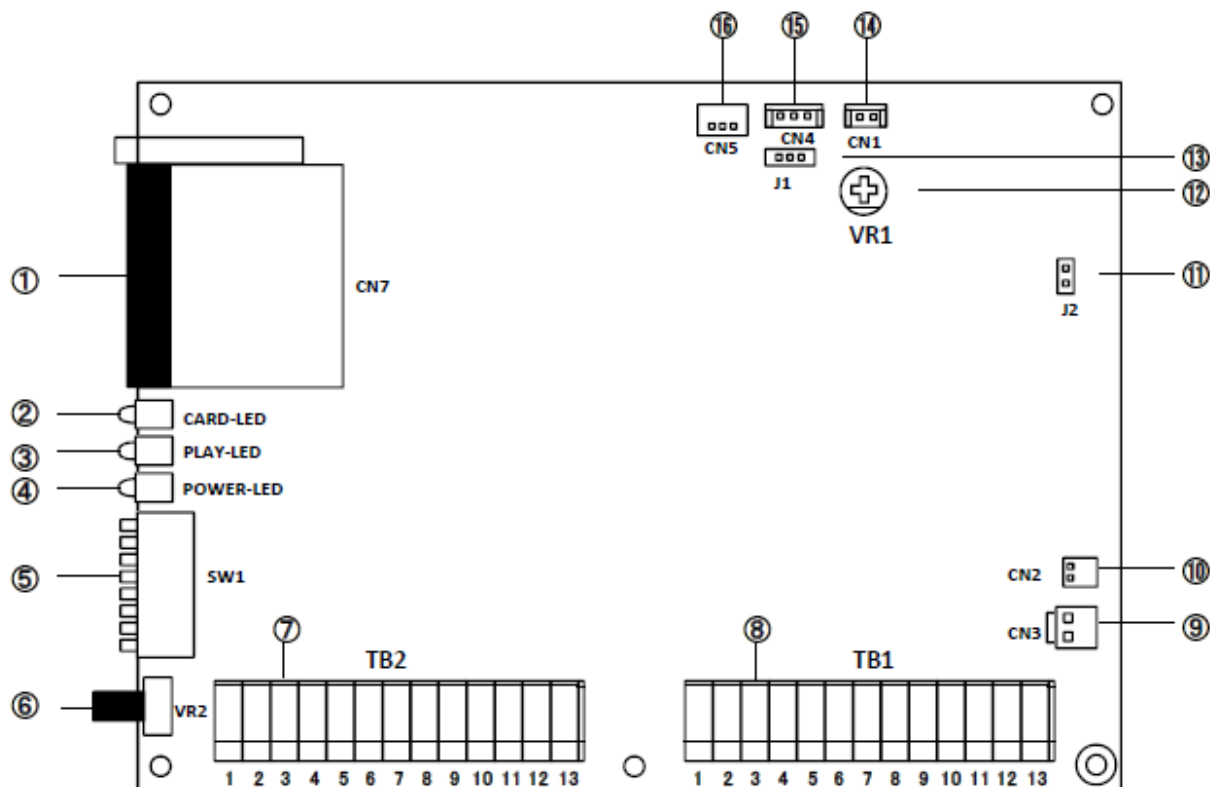 ⑯ ⑮ ⑭
CN5 CN4 CN1
⑬
J1
⑫
VR1
①
CN7
⑪
J2
②
CARD-LED
③
PLAY-LED
④
POWER-LED
⑤
SW1
CN2
⑩
CN3
⑨
⑦
⑧
TB2
TB1
⑥
VR2
1 2 3 4 5 6 7 8 9 10 11 12 13
1 2 3 4 5 6 7 8 9 10 11 12 13